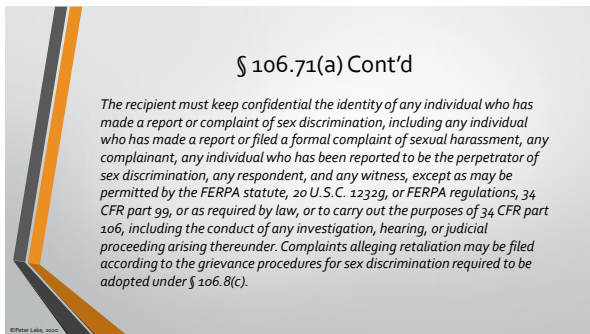 § 106.71(a) Cont’d
The recipient must keep confidential the identity of any individual who has
made a report or complaint of sex discrimination, including any individual
who has made a report or filed a formal complaint of sexual harassment, any
complainant, any individual who has been reported to be the perpetrator of
sex discrimination, any respondent, and any witness, except as may be
permitted by the FERPA statute, 20 U.S.C. 1232g, or FERPA regulations, 34
CFR part 99, or as required by law, or to carry out the purposes of 34 CFR part
106, including the conduct of any investigation, hearing, or judicial
proceeding arising thereunder. Complaints alleging retaliation may be filed
according to the grievance procedures for sex discrimination required to be
adopted under § 106.8(c).
©Peter Lake, 2020